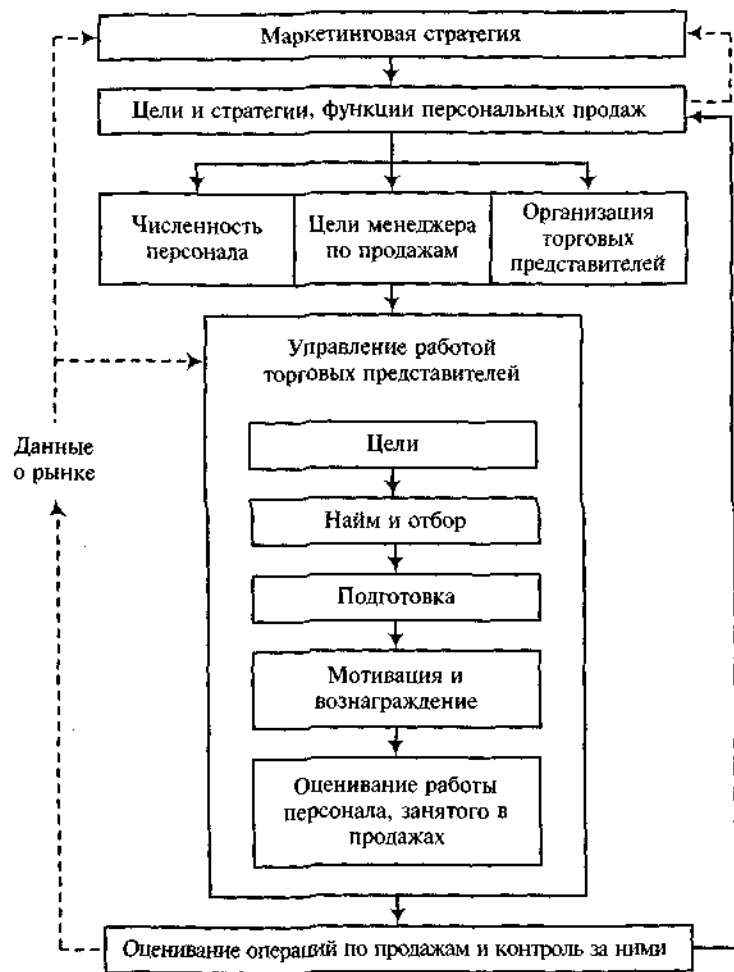 Маркетинговая стратегия
Цели и стратегии, функции персональных продаж
Численность
персонала
Цели менеджера
по продажам
Организация
торговых
представителей
Управление работой
торговых представителей
Данные
о рынке
Цели
Найм и отбор
Подготовка
Мотивация и
вознаграждение
Оценивание работы
персонала, занятого в
продажах
Оценивание операций по продажам и контроль за ними